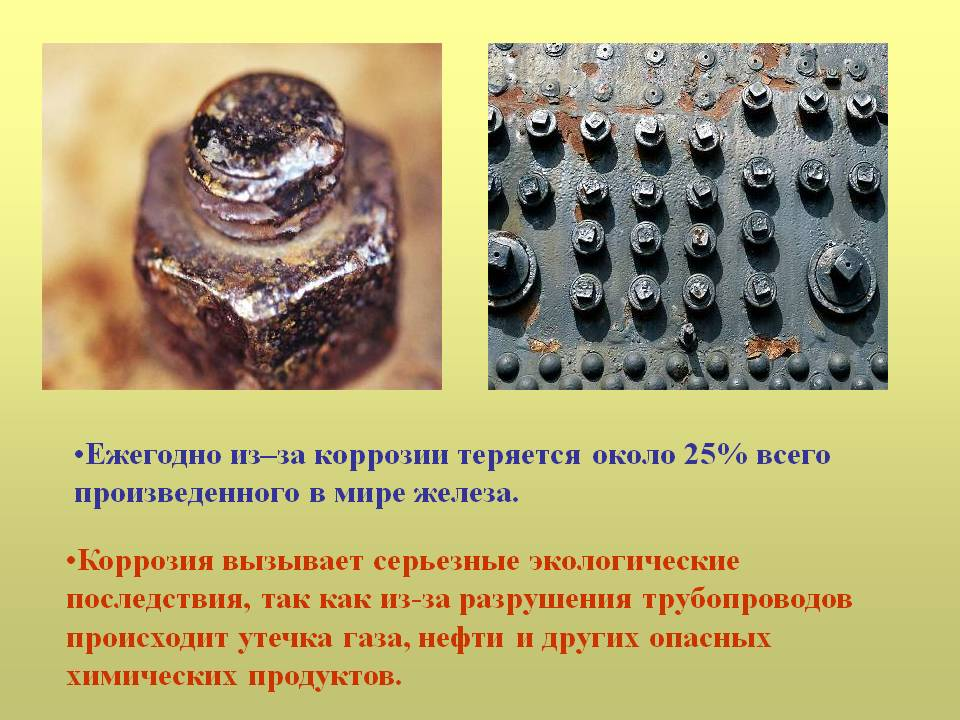 •Ежегодно из–за коррозии теряется около 25% всего
произведенного в мире железа.
•Коррозия вызывает серьезные экологические
последствия, так как из-за разрушения трубопроводов
происходит утечка газа, нефти и других опасных
химических продуктов.